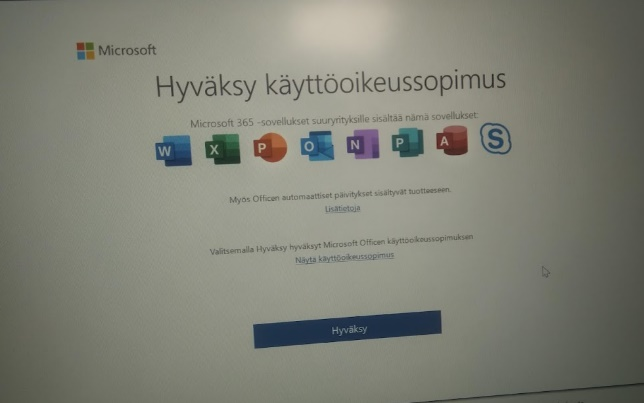 Microsoft
Hyväksy käyttöoikeussopimus
Microsoft 365 -sovellukset suuryrityksille sisältää nämä sovellukset:
W X P O N P A S
Myös Officen automaattiset päivitykset sisältyvät tuotteeseen.
Lisätietoja
Valitsemalla Hyväksy hyväksyt Microsoft Officen käyttöoikeussopimuksen
Näytä käyttöoikeussopimus
Hyväksy